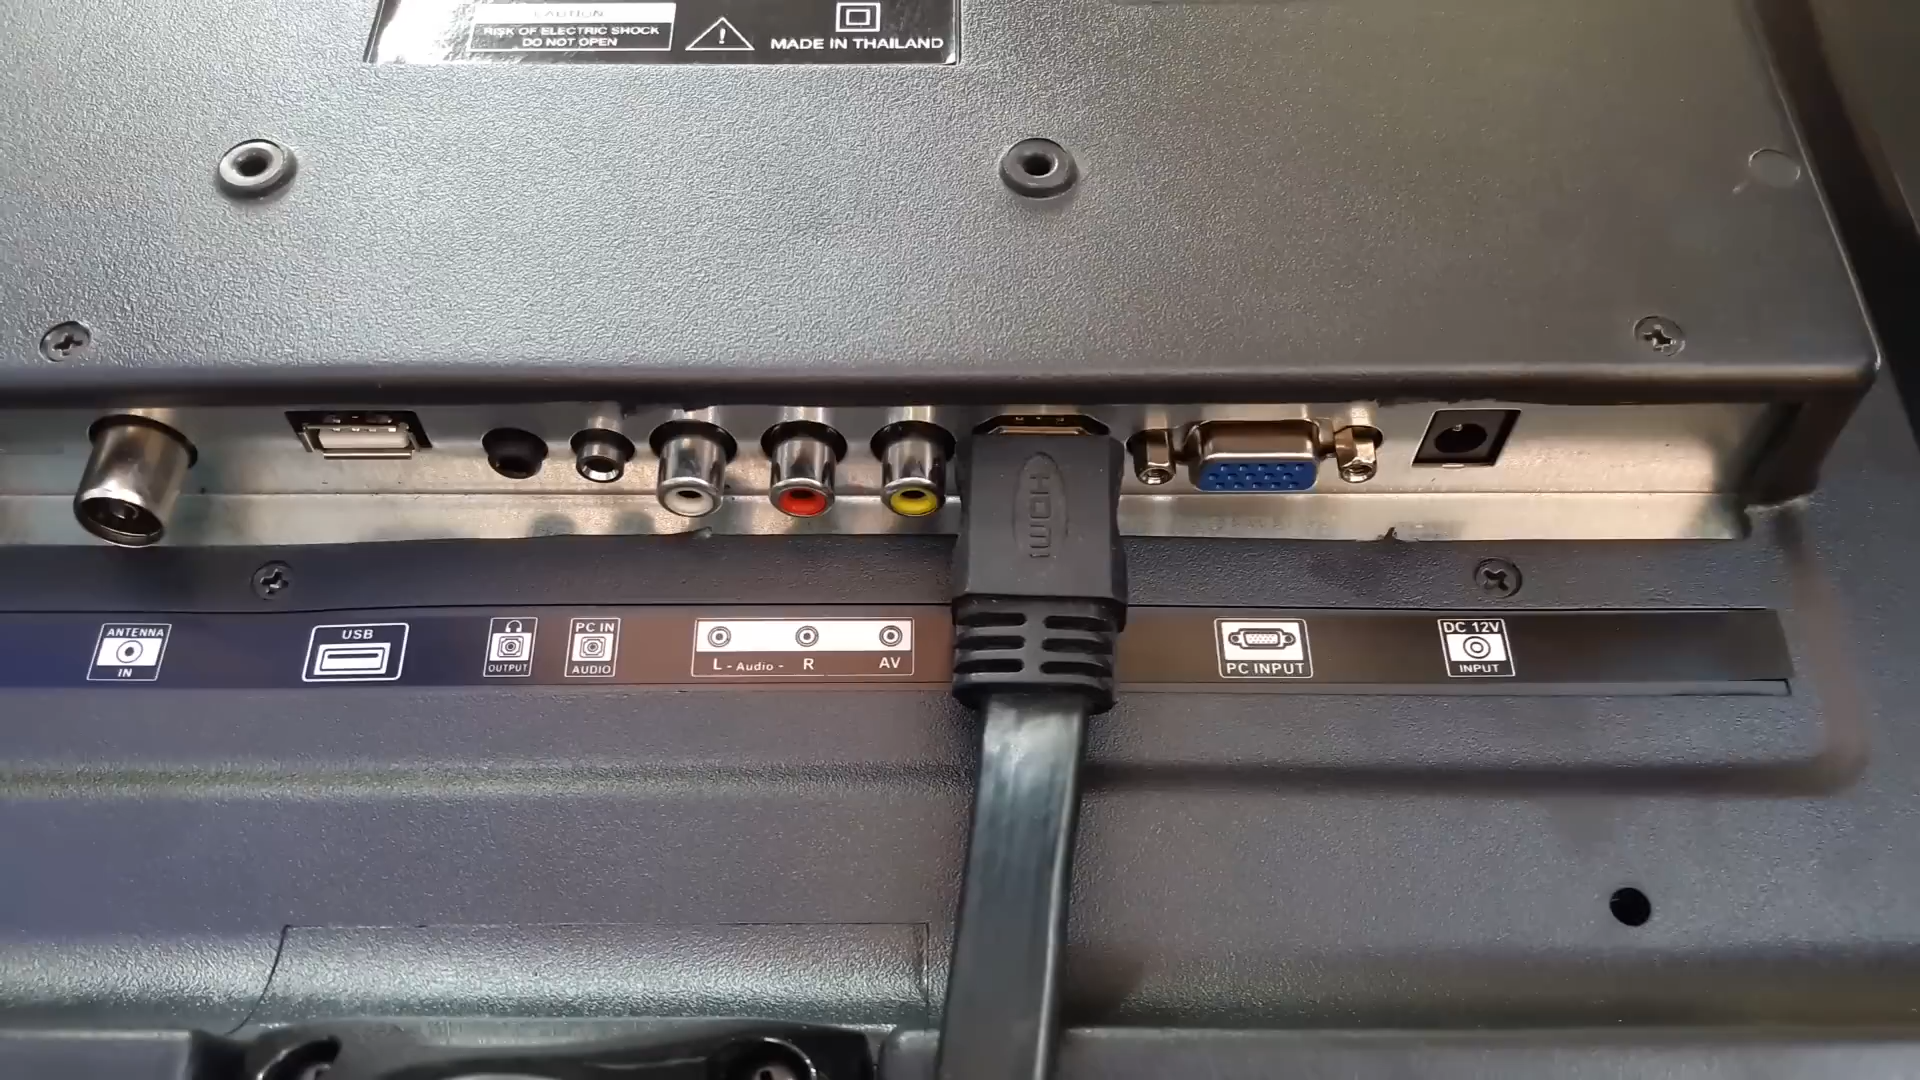 CAUTION
RISK OF ELECTRIC SHOCK
DO NOT OPEN
MADE IN THAILAND
HDMI
ANTENNA
IN
USB
OUTPUT
PC IN
AUDIO
L - Audio - R
AV
PC INPUT
DC 12V
INPUT